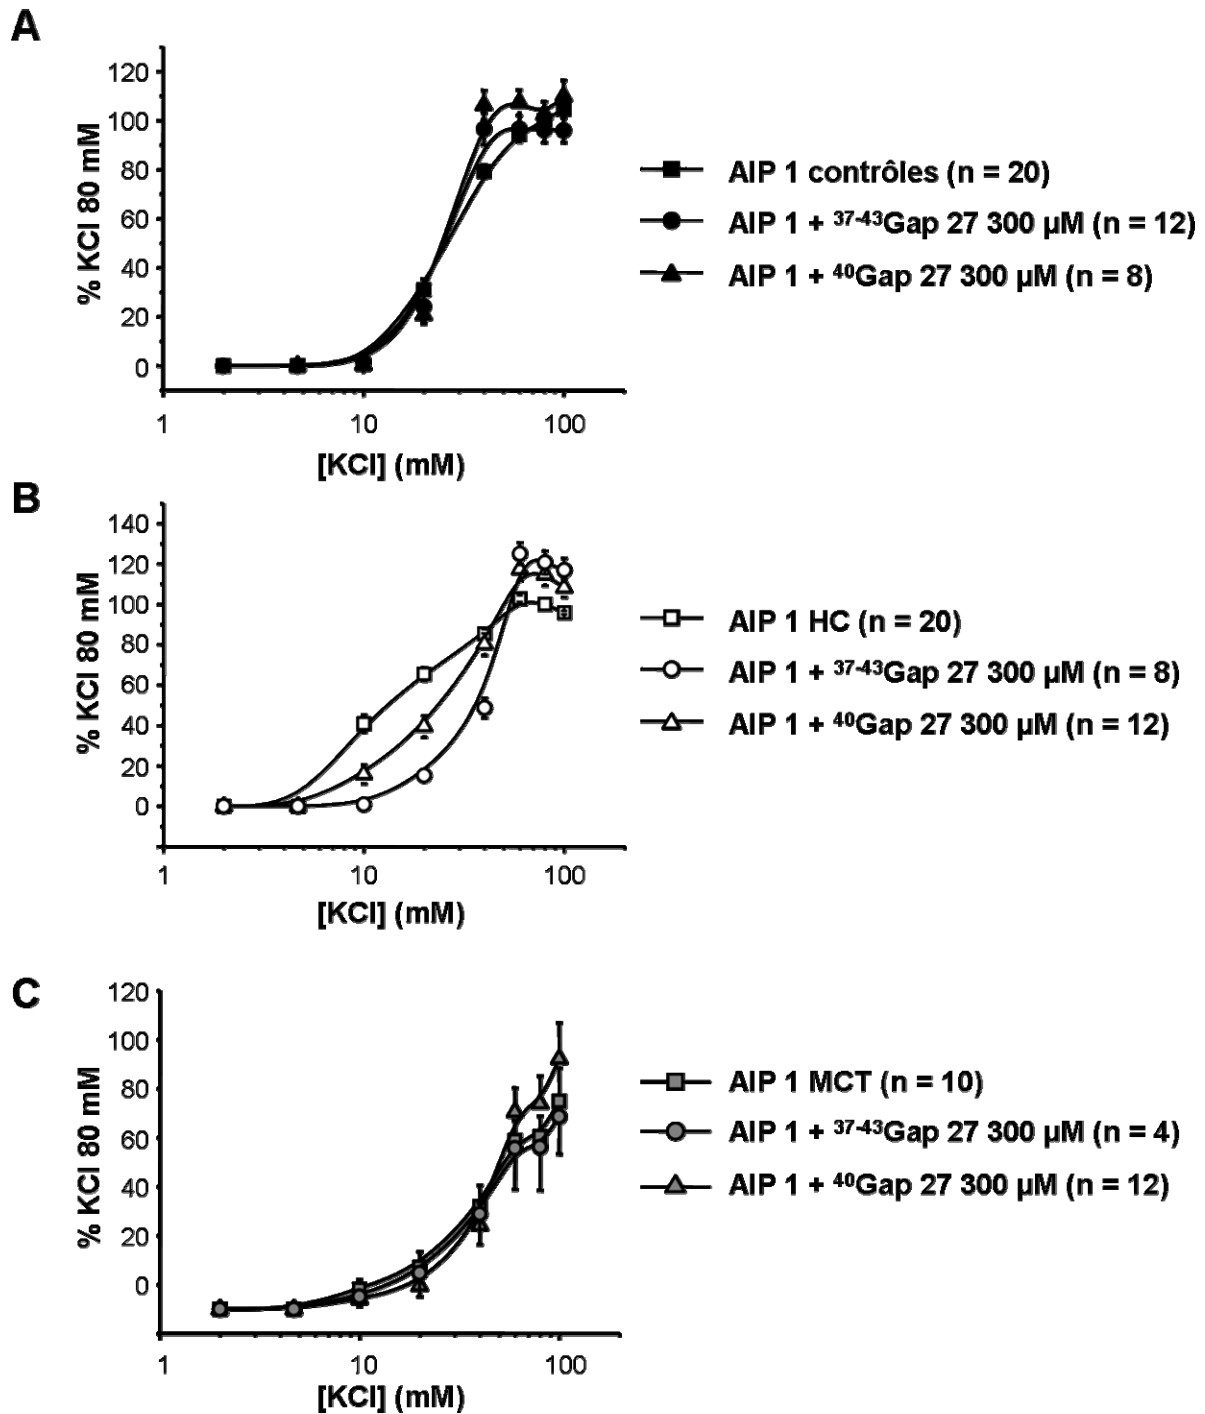 A
120
100
80
60
40
20
0
% KCl 80 mM
1 10 100
[KCl] (mM)
AIP 1 contrôles (n = 20)
AIP 1 + ³⁷⁻⁴³Gap 27 300 µM (n = 12)
AIP 1 + ⁴⁰Gap 27 300 µM (n = 8)
B
140
120
100
80
60
40
20
0
% KCl 80 mM
1 10 100
[KCl] (mM)
AIP 1 HC (n = 20)
AIP 1 + ³⁷⁻⁴³Gap 27 300 µM (n = 8)
AIP 1 + ⁴⁰Gap 27 300 µM (n = 12)
C
120
100
80
60
40
20
0
% KCl 80 mM
1 10 100
[KCl] (mM)
AIP 1 MCT (n = 10)
AIP 1 + ³⁷⁻⁴³Gap 27 300 µM (n = 4)
AIP 1 + ⁴⁰Gap 27 300 µM (n = 12)